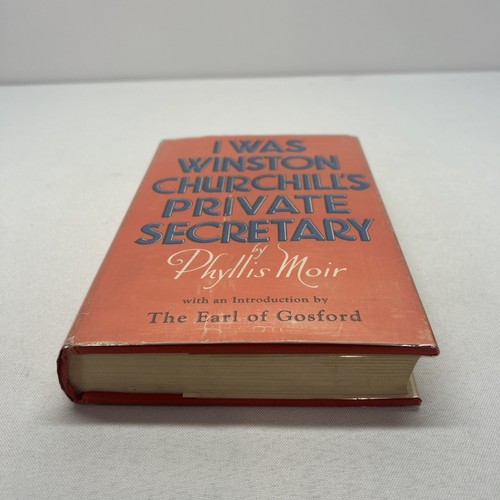 I WAS
WINSTON
CHURCHILL'S
PRIVATE
SECRETARY
by
Phyllis Moir
with an Introduction by
The Earl of Gosford